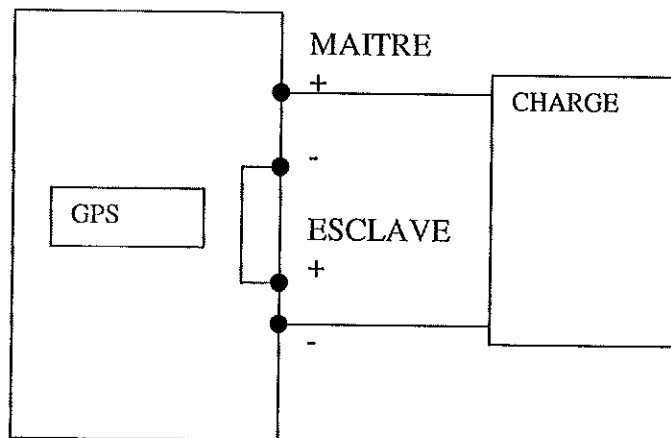 MAITRE
+
CHARGE
-
GPS
ESCLAVE
+
-